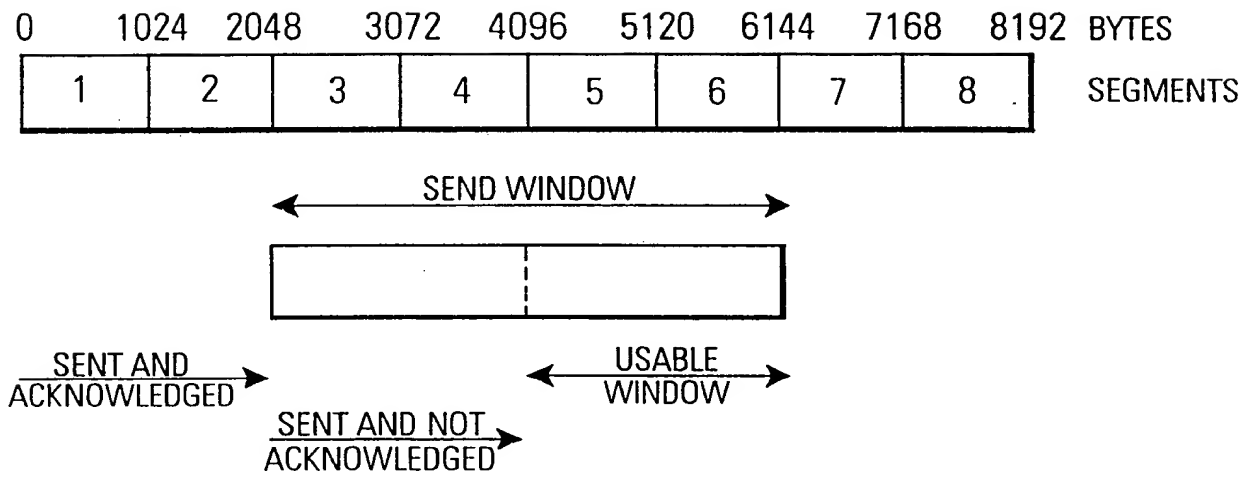 0 1024 2048 3072 4096 5120 6144 7168 8192 BYTES
1 2 3 4 5 6 7 8 SEGMENTS
SEND WINDOW
SENT AND
ACKNOWLEDGED
USABLE
WINDOW
SENT AND NOT
ACKNOWLEDGED